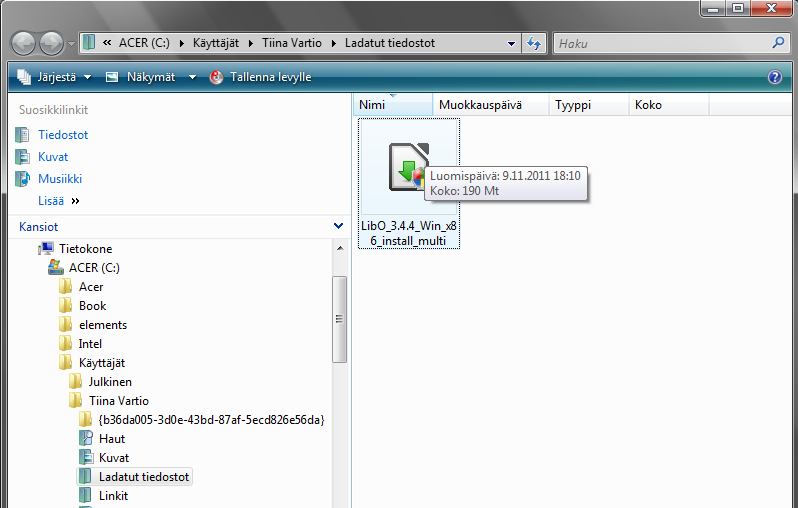 « ACER (C:) Käyttäjät Tiina Vartio Ladatut tiedostot Haku
Järjestä Näkymät Tallenna levylle ?
Suosikkilinkit
Tiedostot
Kuvat
Musiikki
Lisää »
Kansiot
Tietokone
ACER (C:)
Acer
Book
elements
Intel
Käyttäjät
Julkinen
Tiina Vartio
{b36da005-3d0e-43bd-87af-5ecd826e56da}
Haut
Kuvat
Ladatut tiedostot
Linkit
Nimi Muokkauspäivä Tyyppi Koko
Luomispäivä: 9.11.2011 18:10
Koko: 190 Mt
LibO_3.4.4_Win_x8
6_install_multi